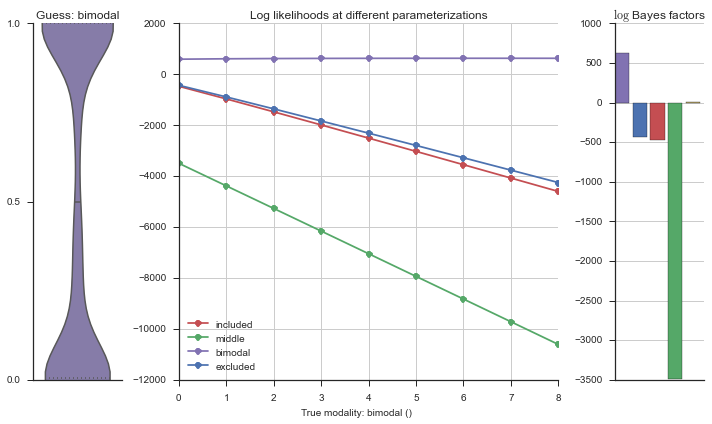 Guess: bimodal
1.0
0.5
0.0
Log likelihoods at different parameterizations
2000
0
−2000
−4000
−6000
−8000
−10000
−12000
included
middle
bimodal
excluded
0 1 2 3 4 5 6 7 8
True modality: bimodal ()
log Bayes factors
1000
500
0
−500
−1000
−1500
−2000
−2500
−3000
−3500